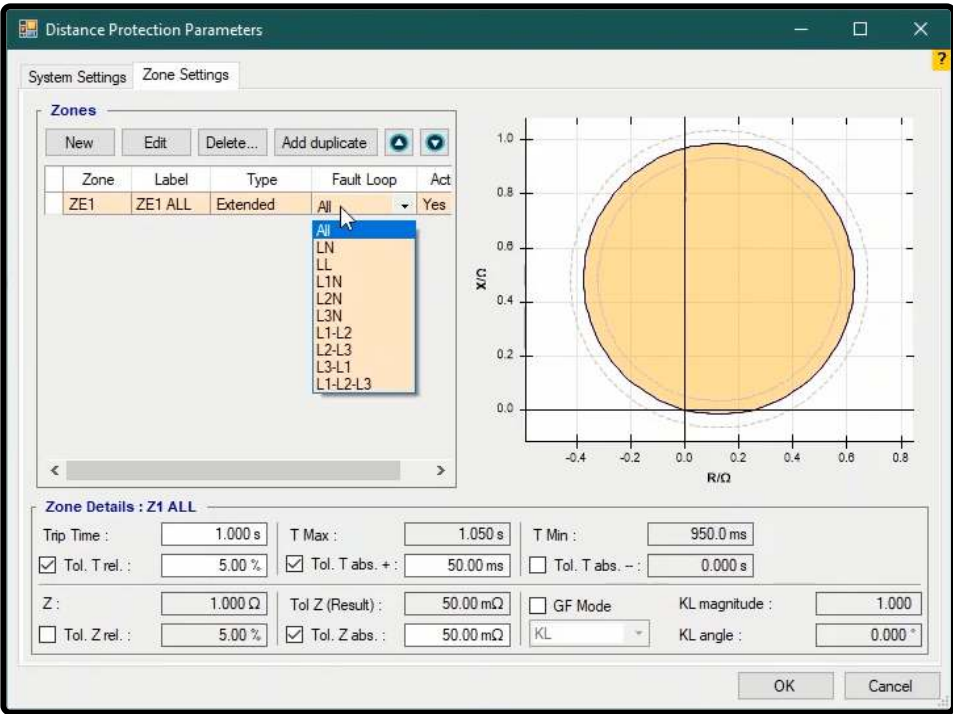 Distance Protection Parameters
?
System Settings Zone Settings
Zones
New Edit Delete... Add duplicate
Zone Label Type Fault Loop Act
ZE1 ZE1 ALL Extended All Yes
All
LN
LL
L1N
L2N
L3N
L1-L2
L2-L3
L3-L1
L1-L2-L3
1.0
0.8
0.6
0.4
0.2
0.0
X/Ω
-0.4 -0.2 0.0 0.2 0.4 0.6 0.8
R/Ω
Zone Details : Z1 ALL
Trip Time : 1.000 s T Max : 1.050 s T Min : 950.0 ms
Tol. T rel. : 5.00 % Tol. T abs. + : 50.00 ms Tol. T abs. – : 0.000 s
Z : 1.000 Ω Tol Z (Result) : 50.00 mΩ GF Mode KL magnitude : 1.000
Tol. Z rel. : 5.00 % Tol. Z abs. : 50.00 mΩ KL KL angle : 0.000 °
OK Cancel